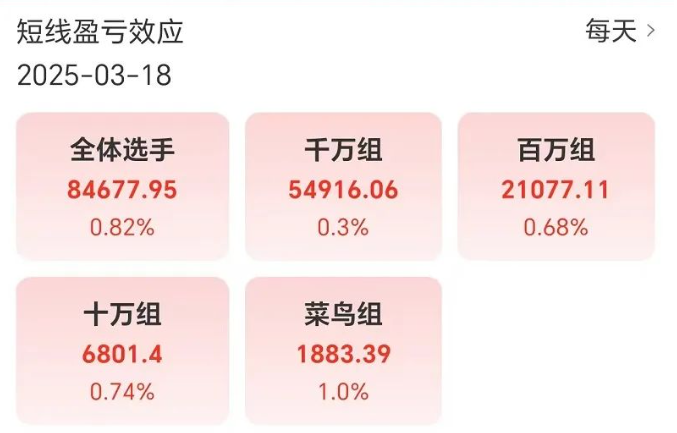 短线盈亏效应 每天 >
2025-03-18
全体选手 千万组 百万组
84677.95 54916.06 21077.11
0.82% 0.3% 0.68%
十万组 菜鸟组
6801.4 1883.39
0.74% 1.0%